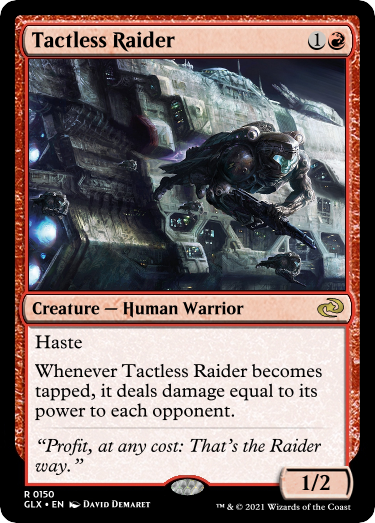 Tactless Raider 1
Creature — Human Warrior
Haste
Whenever Tactless Raider becomes
tapped, it deals damage equal to its
power to each opponent.
“Profit, at any cost: That's the Raider
way.”
1/2
R 0150
GLX • EN DAVID DEMARET
™ & © 2021 Wizards of the Coast